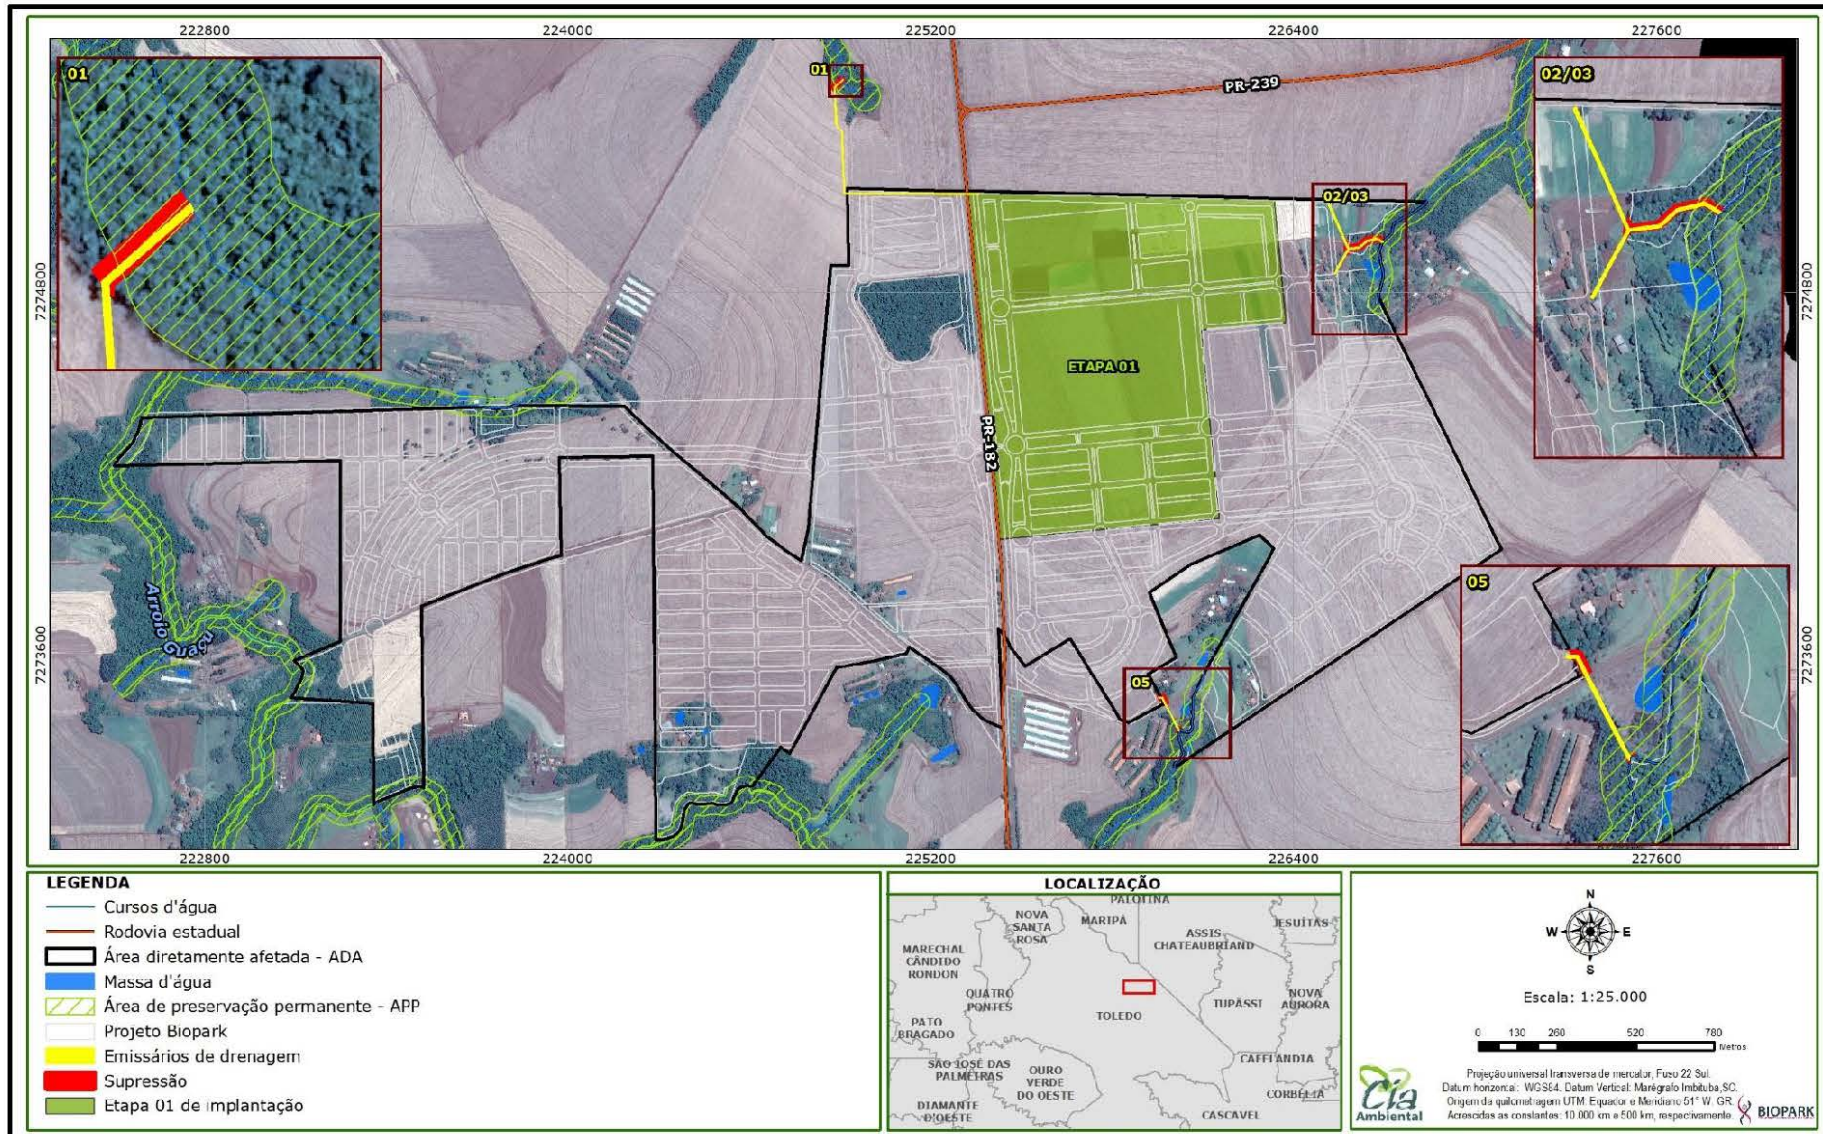 222800
224000
225200
226400
227600
01
01
PR-239
02/03
02/03
7274800
7274800
ETAPA 01
PR-182
05
05
Arroio Guaçu
7273600
7273600
222800
224000
225200
226400
227600
LEGENDA
Cursos d'água
Rodovia estadual
Área diretamente afetada - ADA
Massa d'água
Área de preservação permanente - APP
Projeto Biopark
Emissários de drenagem
Supressão
Etapa 01 de implantação
LOCALIZAÇÃO
PALOTINA
NOVA
SANTA
ROSA
MARIPÁ
JESUÍTAS
ASSIS
CHATEAUBRIAND
MARECHAL
CÂNDIDO
RONDON
QUATRO
PONTES
TUPÃSSI
NOVA
AURORA
TOLEDO
PATO
BRAGADO
CAFELÂNDIA
SÃO JOSÉ DAS
PALMEIRAS
OURO
VERDE
DO OESTE
CORBÉLIA
DIAMANTE
D'OESTE
CASCAVEL
N
W
E
S
Escala: 1:25.000
0 130 260 520 780
Metros
Projeção universal transversa de mercator, Fuso 22 Sul.
Datum horizontal: WGS84. Datum Vertical: Marégrafo Imbituba,SC.
Origem da quilometragem UTM: Equador e Meridiano 51° W. GR.
Acrescidas as constantes: 10.000 km e 500 km, respectivamente.
Cia
Ambiental
BIOPARK